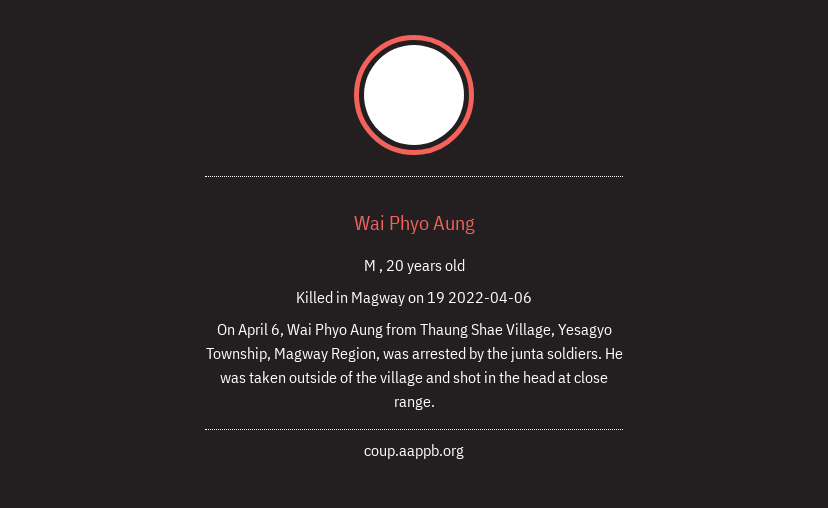 Wai Phyo Aung
M , 20 years old
Killed in Magway on 19 2022-04-06
On April 6, Wai Phyo Aung from Thaung Shae Village, Yesagyo
Township, Magway Region, was arrested by the junta soldiers. He
was taken outside of the village and shot in the head at close
range.
coup.aappb.org